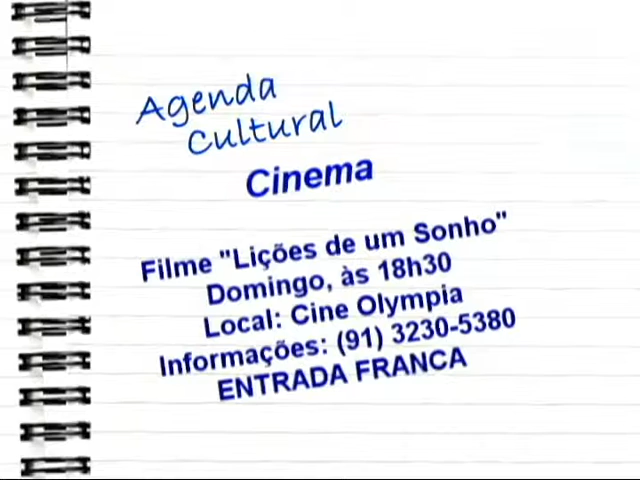 Agenda
Cultural
Cinema
Filme "Lições de um Sonho"
Domingo, às 18h30
Local: Cine Olympia
Informações: (91) 3230-5380
ENTRADA FRANCA